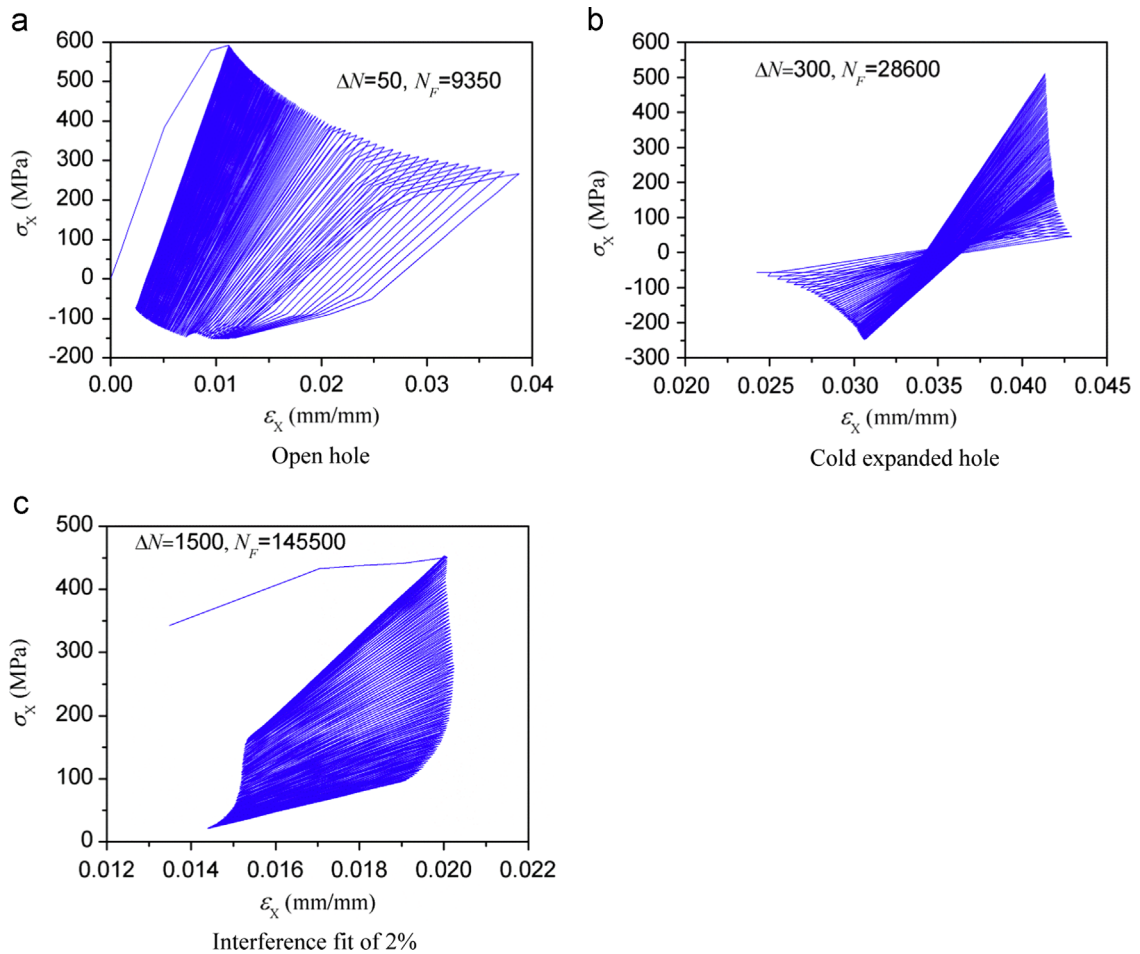 a
600
500
400
300
200
100
0
-100
-200
0.00 0.01 0.02 0.03 0.04
σX (MPa)
εX (mm/mm)
ΔN=50, NF=9350
Open hole
b
600
500
400
300
200
100
0
-100
-200
-300
0.020 0.025 0.030 0.035 0.040 0.045
σX (MPa)
εX (mm/mm)
ΔN=300, NF=28600
Cold expanded hole
c
500
400
300
200
100
0
0.012 0.014 0.016 0.018 0.020 0.022
σX (MPa)
εX (mm/mm)
ΔN=1500, NF=145500
Interference fit of 2%